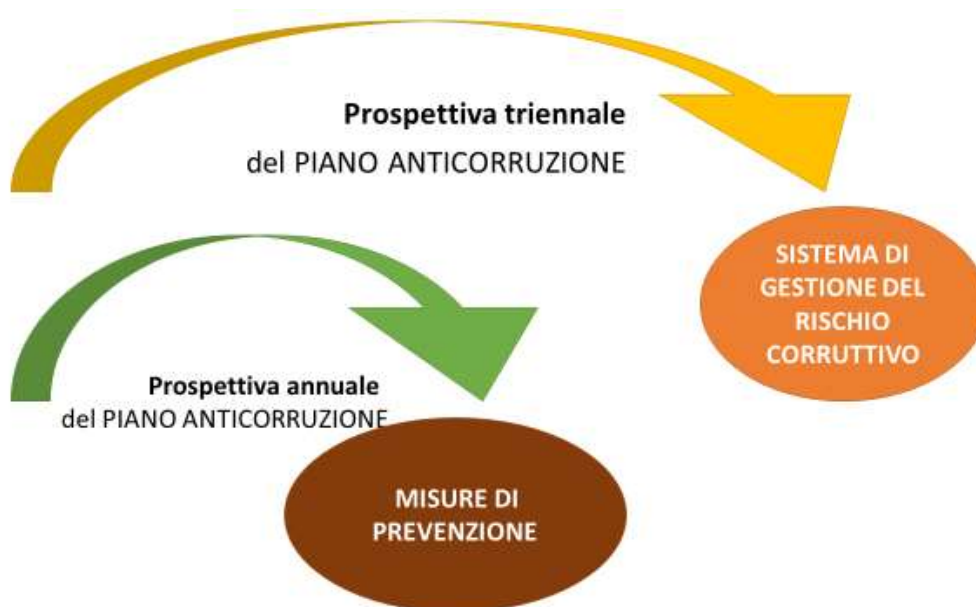 Prospettiva triennale
del PIANO ANTICORRUZIONE
SISTEMA DI
GESTIONE DEL
RISCHIO
CORRUTTIVO
Prospettiva annuale
del PIANO ANTICORRUZIONE
MISURE DI
PREVENZIONE